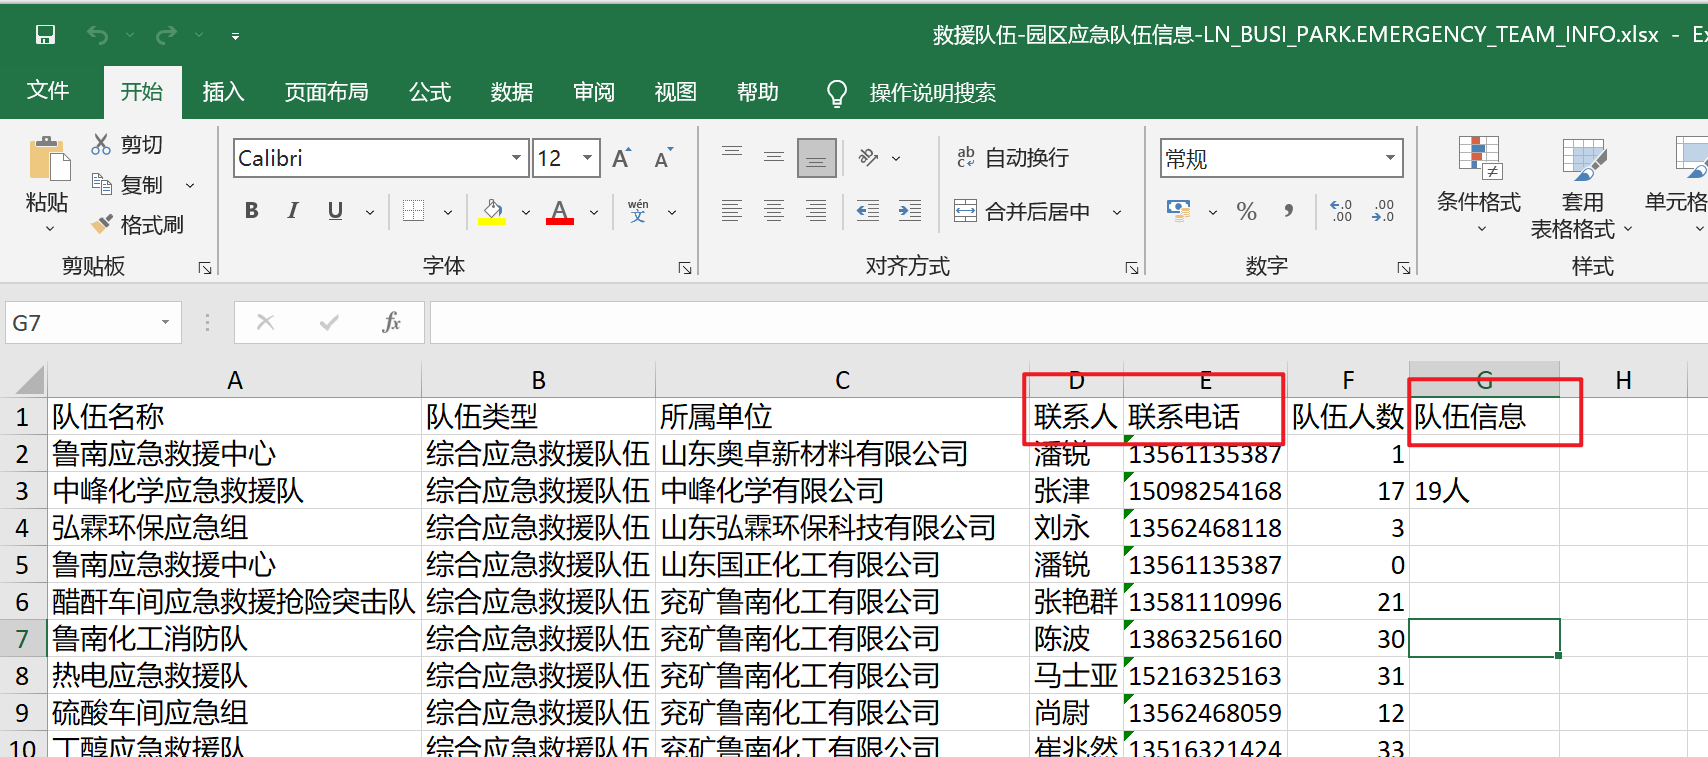 救援队伍-园区应急队伍信息-LN_BUSI_PARK.EMERGENCY_TEAM_INFO.xlsx - Ex
文件 开始 插入 页面布局 公式 数据 审阅 视图 帮助 操作说明搜索
粘贴 剪切 复制 格式刷 剪贴板
Calibri 12 字体
自动换行 合并后居中 对齐方式
常规 数字
条件格式 套用 表格格式 单元格 样式
G7
A B C D E F G H
1 队伍名称 队伍类型 所属单位 联系人 联系电话 队伍人数 队伍信息
2 鲁南应急救援中心 综合应急救援队伍 山东奥卓新材料有限公司 潘锐 13561135387 1
3 中峰化学应急救援队 综合应急救援队伍 中峰化学有限公司 张津 15098254168 17 19人
4 弘霖环保应急组 综合应急救援队伍 山东弘霖环保科技有限公司 刘永 13562468118 3
5 鲁南应急救援中心 综合应急救援队伍 山东国正化工有限公司 潘锐 13561135387 0
6 醋酐车间应急救援抢险突击队 综合应急救援队伍 兖矿鲁南化工有限公司 张艳群 13581110996 21
7 鲁南化工消防队 综合应急救援队伍 兖矿鲁南化工有限公司 陈波 13863256160 30
8 热电应急救援队 综合应急救援队伍 兖矿鲁南化工有限公司 马士亚 15216325163 31
9 硫酸车间应急组 综合应急救援队伍 兖矿鲁南化工有限公司 尚尉 13562468059 12
10 丁醇应急救援队 综合应急救援队伍 兖矿鲁南化工有限公司 崔兆然 13516321424 33